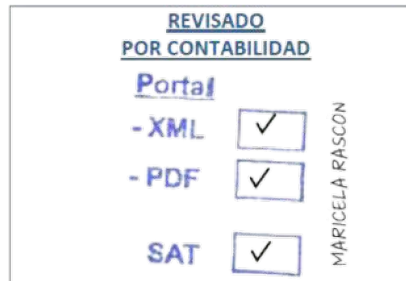 REVISADO
POR CONTABILIDAD
Portal
- XML ✓
- PDF ✓
SAT ✓
MARICELA RASCON